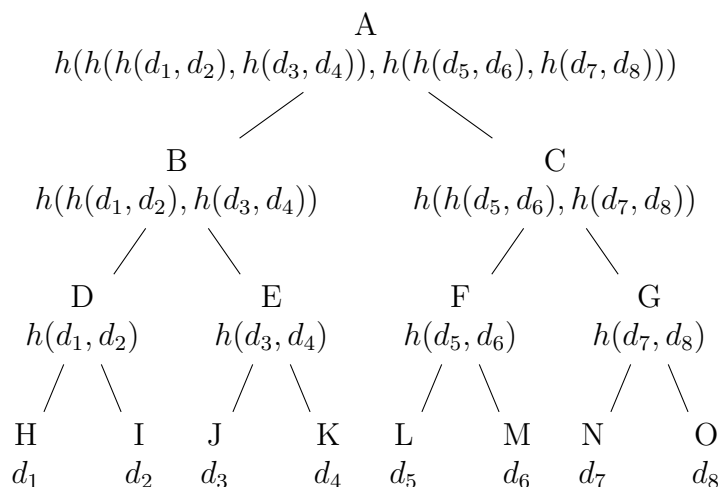 A
h(h(h(d₁, d₂), h(d₃, d₄)), h(h(d₅, d₆), h(d₇, d₈)))
B C
h(h(d₁, d₂), h(d₃, d₄)) h(h(d₅, d₆), h(d₇, d₈))
D E F G
h(d₁, d₂) h(d₃, d₄) h(d₅, d₆) h(d₇, d₈)
H I J K L M N O
d₁ d₂ d₃ d₄ d₅ d₆ d₇ d₈